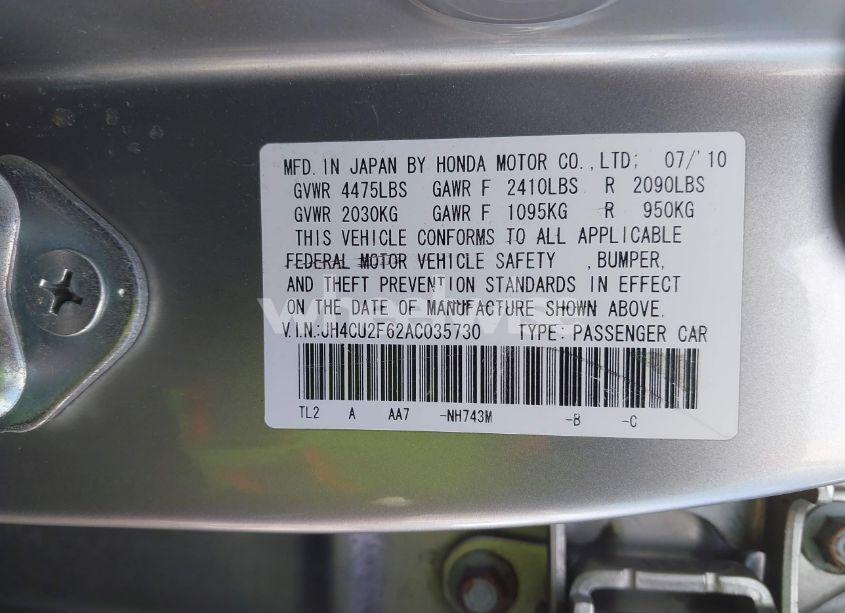 MFD. IN JAPAN BY HONDA MOTOR CO., LTD; 07/'10
GVWR 4475LBS GAWR F 2410LBS R 2090LBS
GVWR 2030KG GAWR F 1095KG R 950KG
THIS VEHICLE CONFORMS TO ALL APPLICABLE
FEDERAL MOTOR VEHICLE SAFETY , BUMPER,
AND THEFT PREVENTION STANDARDS IN EFFECT
ON THE DATE OF MANUFACTURE SHOWN ABOVE.
wheelwise
V.I.N:JH4CU2F62AC035730 TYPE: PASSENGER CAR
TL2 A AA7 -NH743M -B -C